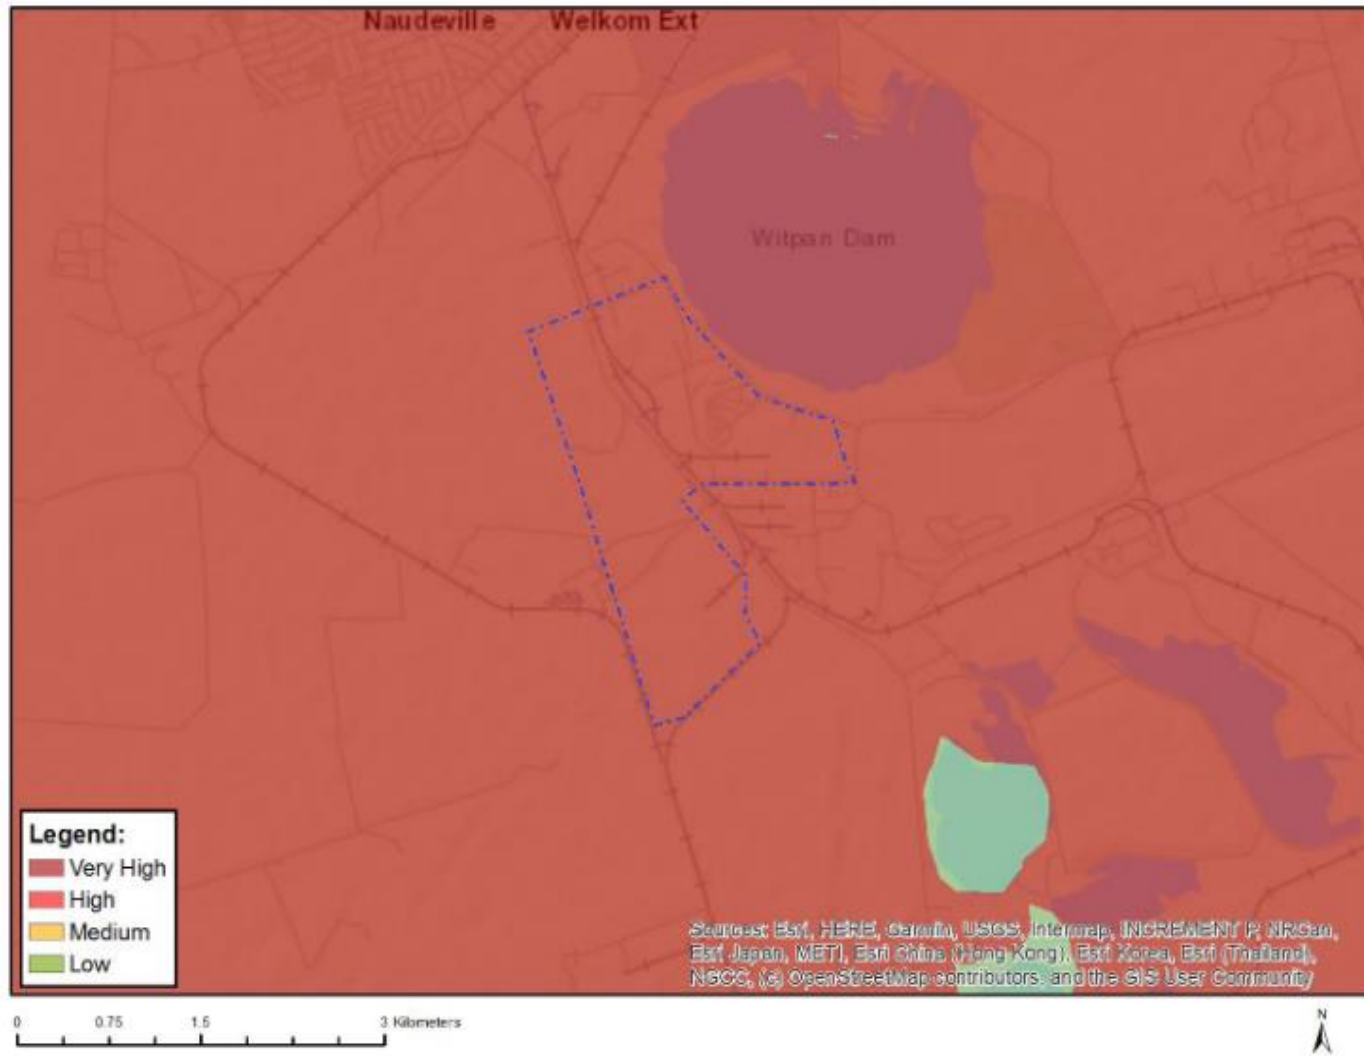 Naudeville Welkom Ext
Witpan Dam
Legend:
Very High
High
Medium
Low
Sources: Esri, HERE, Garmin, USGS, Intermap, INCREMENT P, NRCan,
Esri Japan, METI, Esri China (Hong Kong), Esri Korea, Esri (Thailand),
NGCC, (c) OpenStreetMap contributors, and the GIS User Community
0 0.75 1.5 3 Kilometers
N